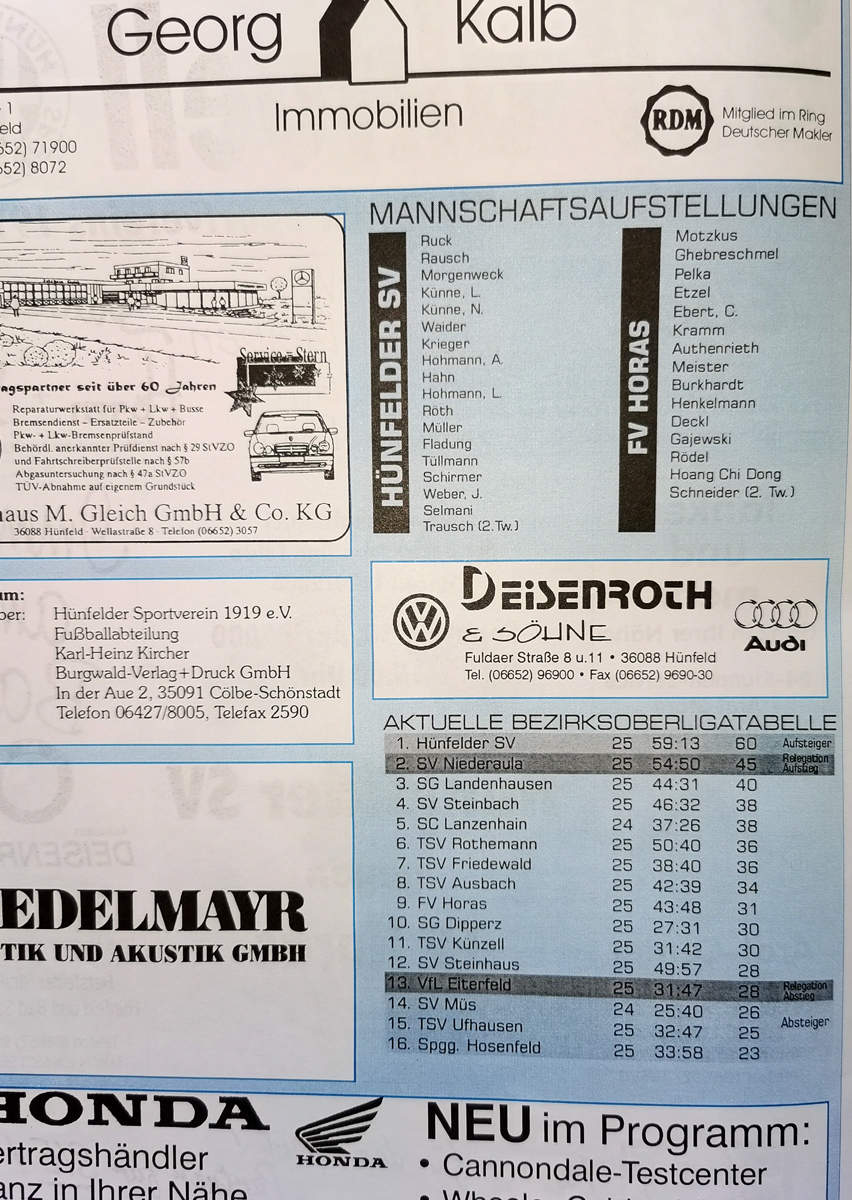 Georg Kalb
Immobilien
1
eld
652) 71900
652) 8072
RDM
Mitglied im Ring
Deutscher Makler
Service=Stern
agspartner seit über 60 Jahren
Reparaturwerkstatt für Pkw + Lkw + Busse
Bremsendienst – Ersatzteile – Zubehör
Pkw- + Lkw-Bremsenprüfstand
Behördl. anerkannter Prüfdienst nach § 29 StVZO
und Fahrtschreiberprüfstelle nach § 57b
Abgasuntersuchung nach § 47a StVZO
TÜV-Abnahme auf eigenem Grundstück
haus M. Gleich GmbH & Co. KG
36088 Hünfeld · Wellastraße 8 · Telefon (06652) 3057
um:
ber: Hünfelder Sportverein 1919 e.V.
Fußballabteilung
Karl-Heinz Kircher
Burgwald-Verlag+Druck GmbH
In der Aue 2, 35091 Cölbe-Schönstadt
Telefon 06427/8005, Telefax 2590
EDELMAYR
TIK UND AKUSTIK GMBH
MANNSCHAFTSAUFSTELLUNGEN
HÜNFELDER SV
Ruck
Rausch
Morgenweck
Künne, L.
Künne, N.
Waider
Krieger
Hohmann, A.
Hahn
Hohmann, L.
Röth
Müller
Fladung
Tüllmann
Schirmer
Weber, J.
Selmani
Trausch (2.Tw.)
FV HORAS
Motzkus
Ghebreschmel
Pelka
Etzel
Ebert, C.
Kramm
Authenrieth
Meister
Burkhardt
Henkelmann
Deckl
Gajewski
Rödel
Hoang Chi Dong
Schneider (2. Tw.)
DEISENROTH
& SÖHNE
Audi
Fuldaer Straße 8 u.11 • 36088 Hünfeld
Tel. (06652) 96900 • Fax (06652) 9690-30
AKTUELLE BEZIRKSOBERLIGATABELLE
1. Hünfelder SV 25 59:13 60 Aufsteiger
2. SV Niederaula 25 54:50 45 Relegation Aufstieg
3. SG Landenhausen 25 44:31 40
4. SV Steinbach 25 46:32 38
5. SC Lanzenhain 24 37:26 38
6. TSV Rothemann 25 50:40 36
7. TSV Friedewald 25 38:40 36
8. TSV Ausbach 25 42:39 34
9. FV Horas 25 43:48 31
10. SG Dipperz 25 27:31 30
11. TSV Künzell 25 31:42 30
12. SV Steinhaus 25 49:57 28
13. VfL Eiterfeld 25 31:47 28 Relegation Abstieg
14. SV Müs 24 25:40 26
15. TSV Ufhausen 25 32:47 25 Absteiger
16. Spgg. Hosenfeld 25 33:58 23
HONDA
ertragshändler
anz in Ihrer Nähe
HONDA
NEU im Programm:
• Cannondale-Testcenter